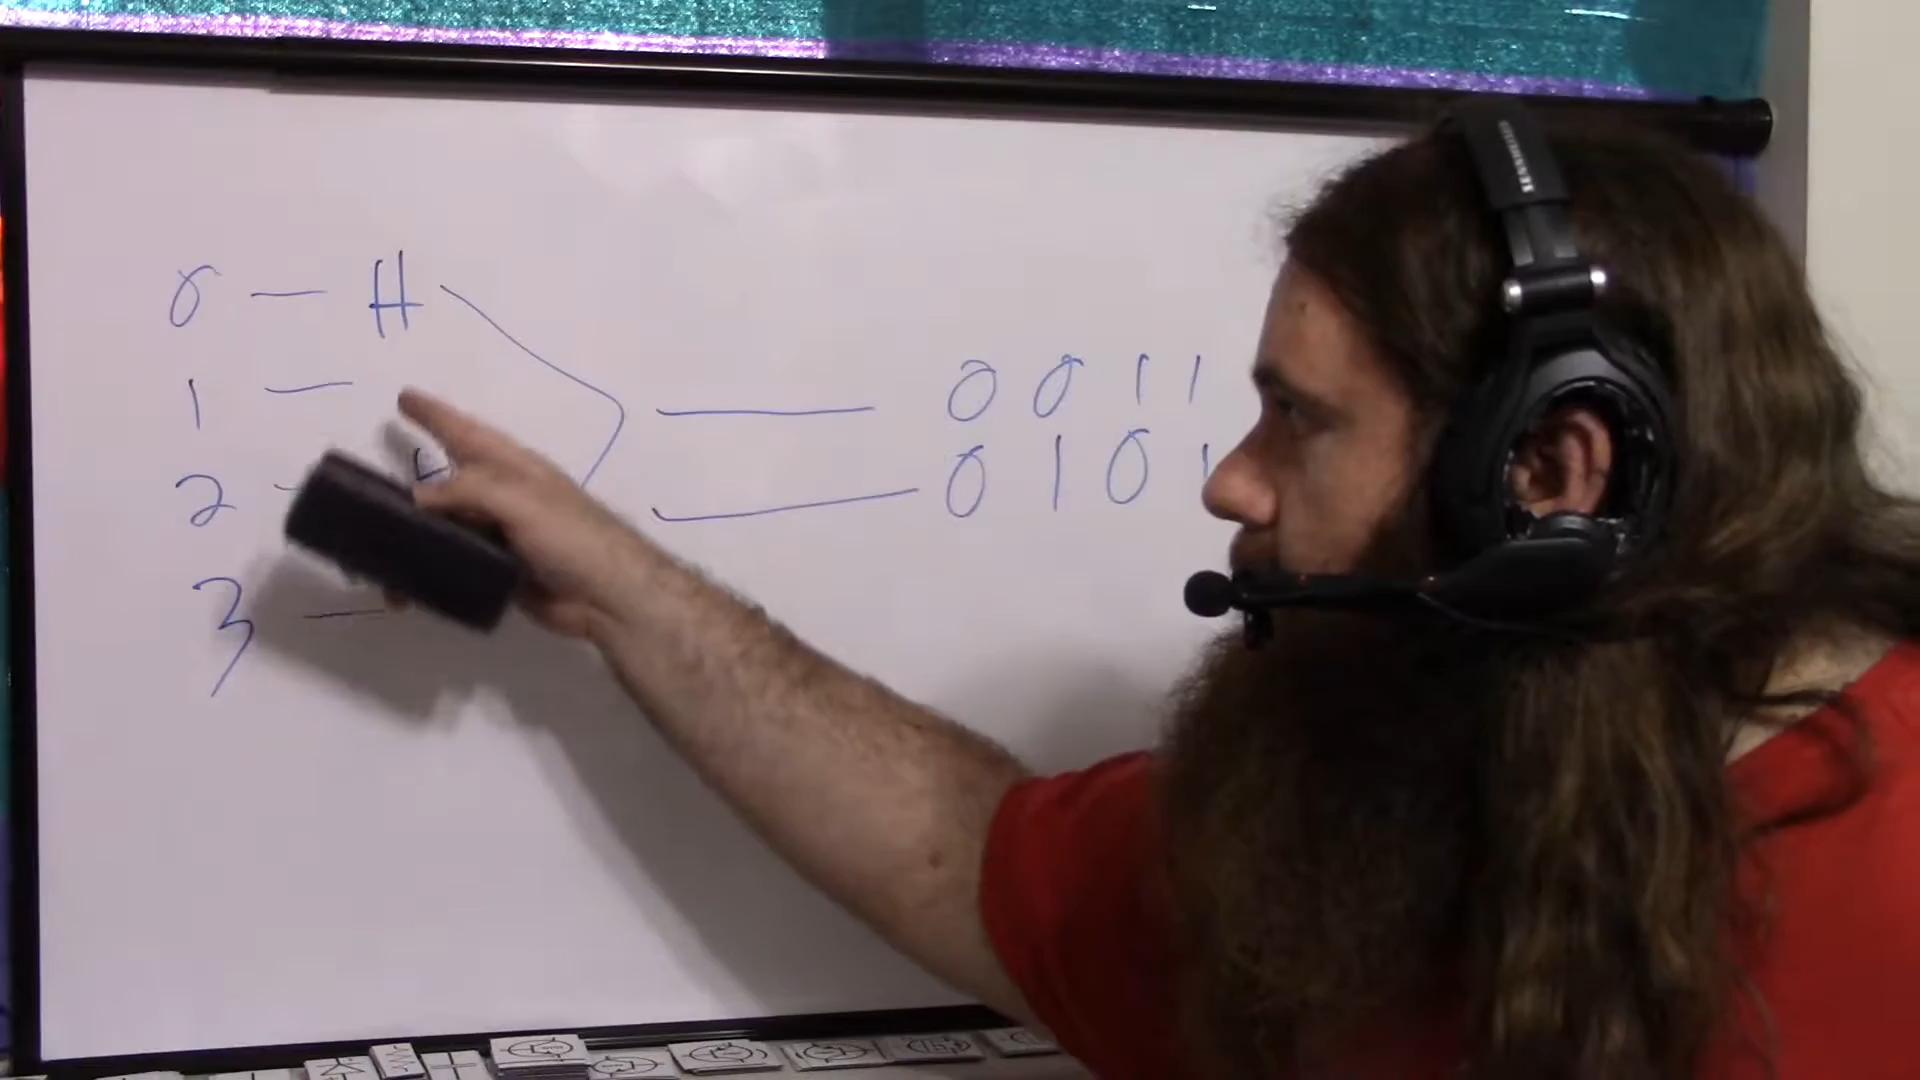 0 — H
1 —
2 —
3 —
0 0 1 1
0 1 0 1